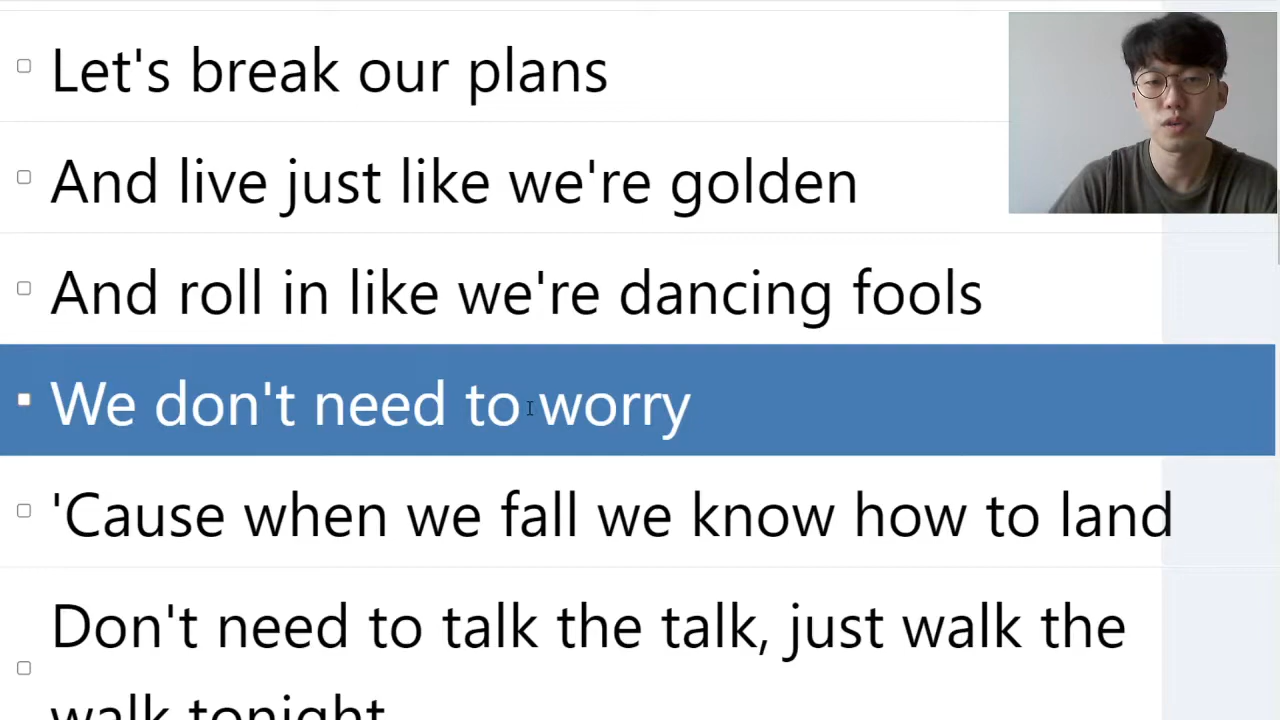 Let's break our plans
And live just like we're golden
And roll in like we're dancing fools
We don't need to worry
'Cause when we fall we know how to land
Don't need to talk the talk, just walk the
walk tonight